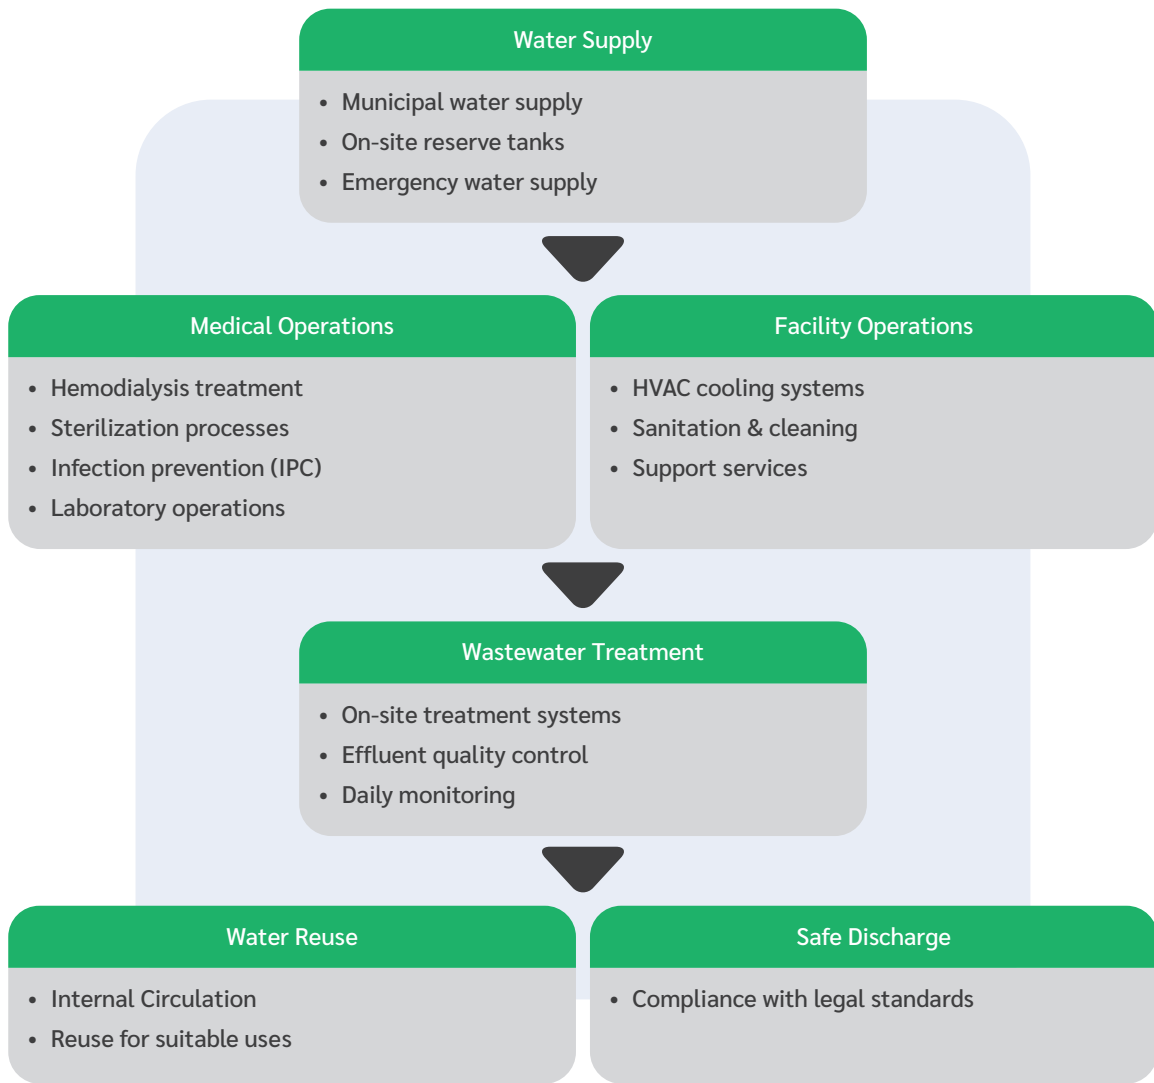 Water Supply
• Municipal water supply
• On-site reserve tanks
• Emergency water supply
Medical Operations
• Hemodialysis treatment
• Sterilization processes
• Infection prevention (IPC)
• Laboratory operations
Facility Operations
• HVAC cooling systems
• Sanitation & cleaning
• Support services
Wastewater Treatment
• On-site treatment systems
• Effluent quality control
• Daily monitoring
Water Reuse
• Internal Circulation
• Reuse for suitable uses
Safe Discharge
• Compliance with legal standards